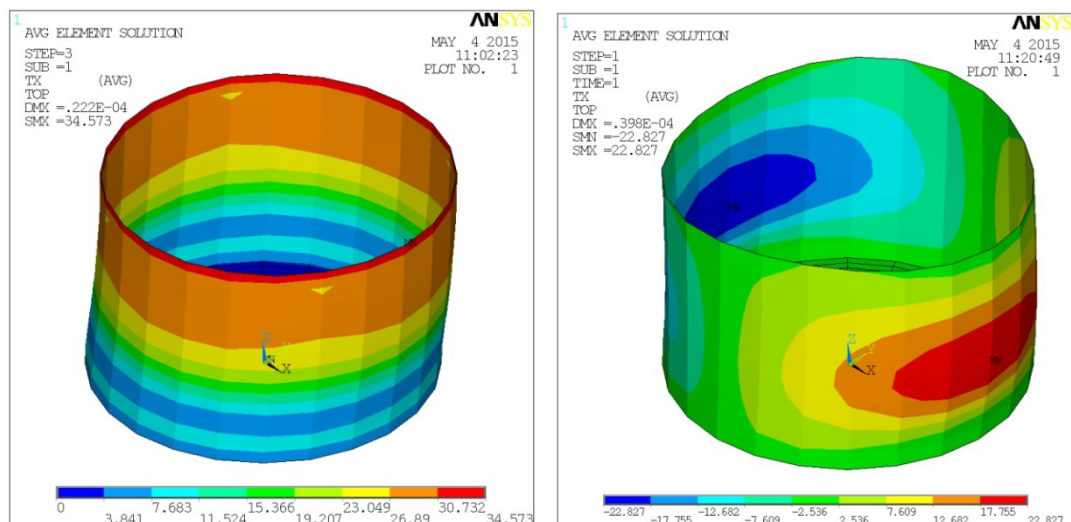 1
ANSYS
AVG ELEMENT SOLUTION
MAY 4 2015
11:02:23
PLOT NO. 1
STEP=3
SUB =1
TX (AVG)
TOP
DMX =.222E-04
SMX =34.573
MX
Z
Y
MN
X
0 7.683 15.366 23.049 30.732
3.841 11.524 19.207 26.89 34.573
1
ANSYS
AVG ELEMENT SOLUTION
MAY 4 2015
11:20:49
PLOT NO. 1
STEP=1
SUB =1
TIME=1
TX (AVG)
TOP
DMX =.398E-04
SMN =-22.827
SMX =22.827
MN
Z
Y
X
MX
-22.827 -12.682 -2.536 7.609 17.755
-17.755 -7.609 2.536 12.682 22.827